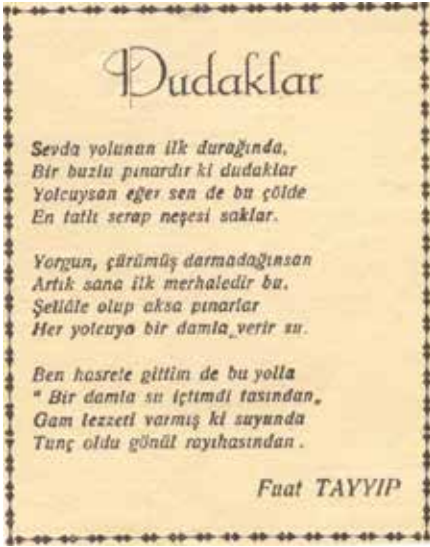 Dudaklar
Sevda yolunun ilk durağında,
Bir buzlu pınardır ki dudaklar
Yolcuysan eğer sen de bu çölde
En tatlı serap neşesi saklar.
Yorgun, çürümüş darmadağınsan
Artık sana ilk merhaledir bu.
Şellâle olup aksa pınarlar
Her yolcuya bir damla verir su.
Ben hasrete gittim de bu yolla
" Bir damla su içtimdi tasından„
Gam lezzeti varmış ki suyunda
Tunç oldu gönül rayıhasından .
Fuat TAYYIP